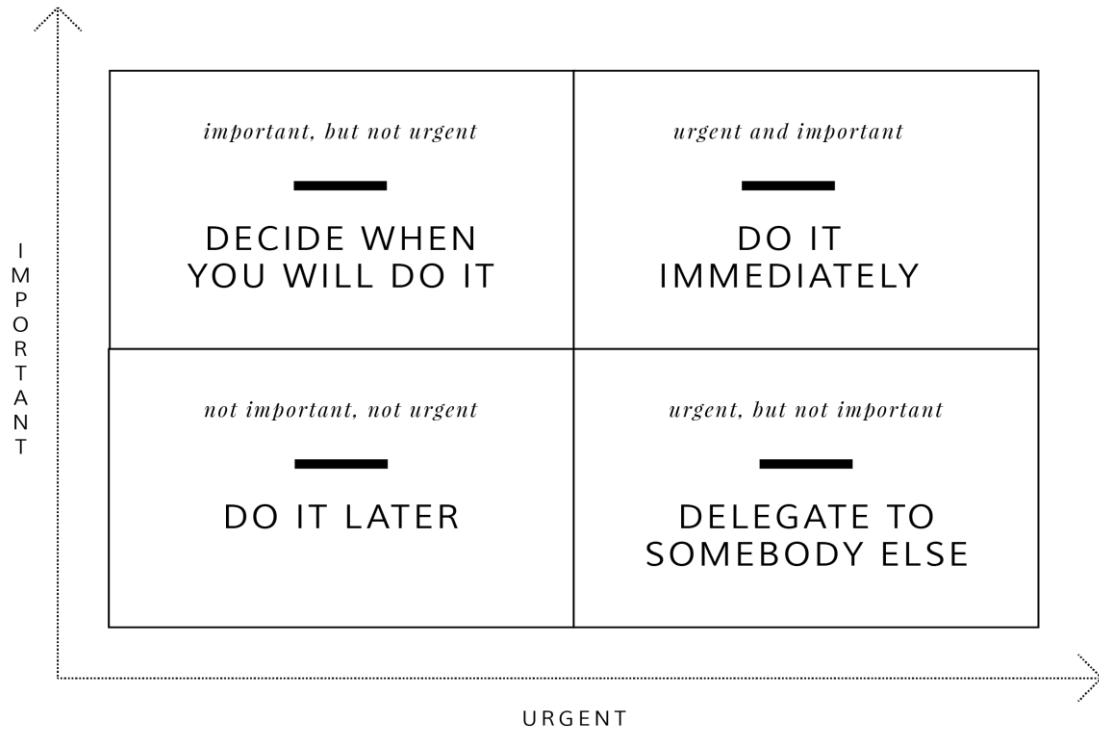 important, but not urgent
DECIDE WHEN
YOU WILL DO IT
urgent and important
DO IT
IMMEDIATELY
IMPORTANT
not important, not urgent
DO IT LATER
urgent, but not important
DELEGATE TO
SOMEBODY ELSE
URGENT